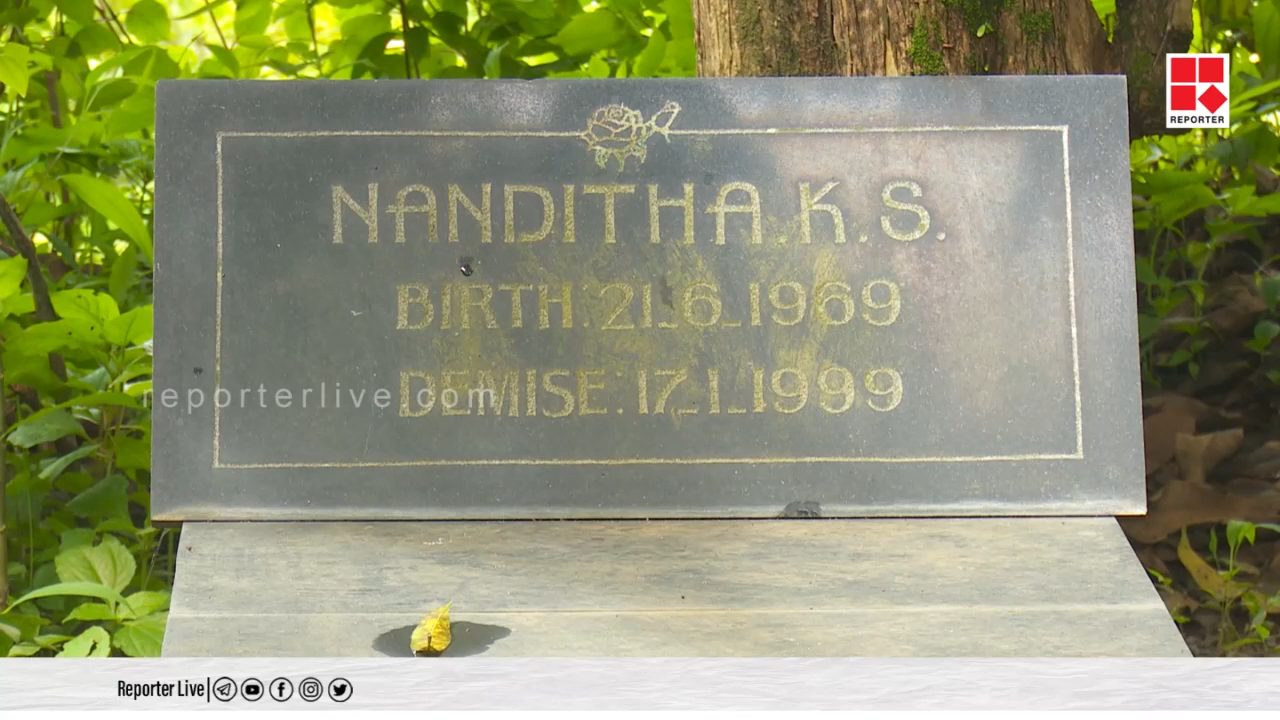 REPORTER
NANDITHA.K.S.
BIRTH: 21.6.1969
DEMISE: 17.1.1999
reporterlive.com
Reporter Live